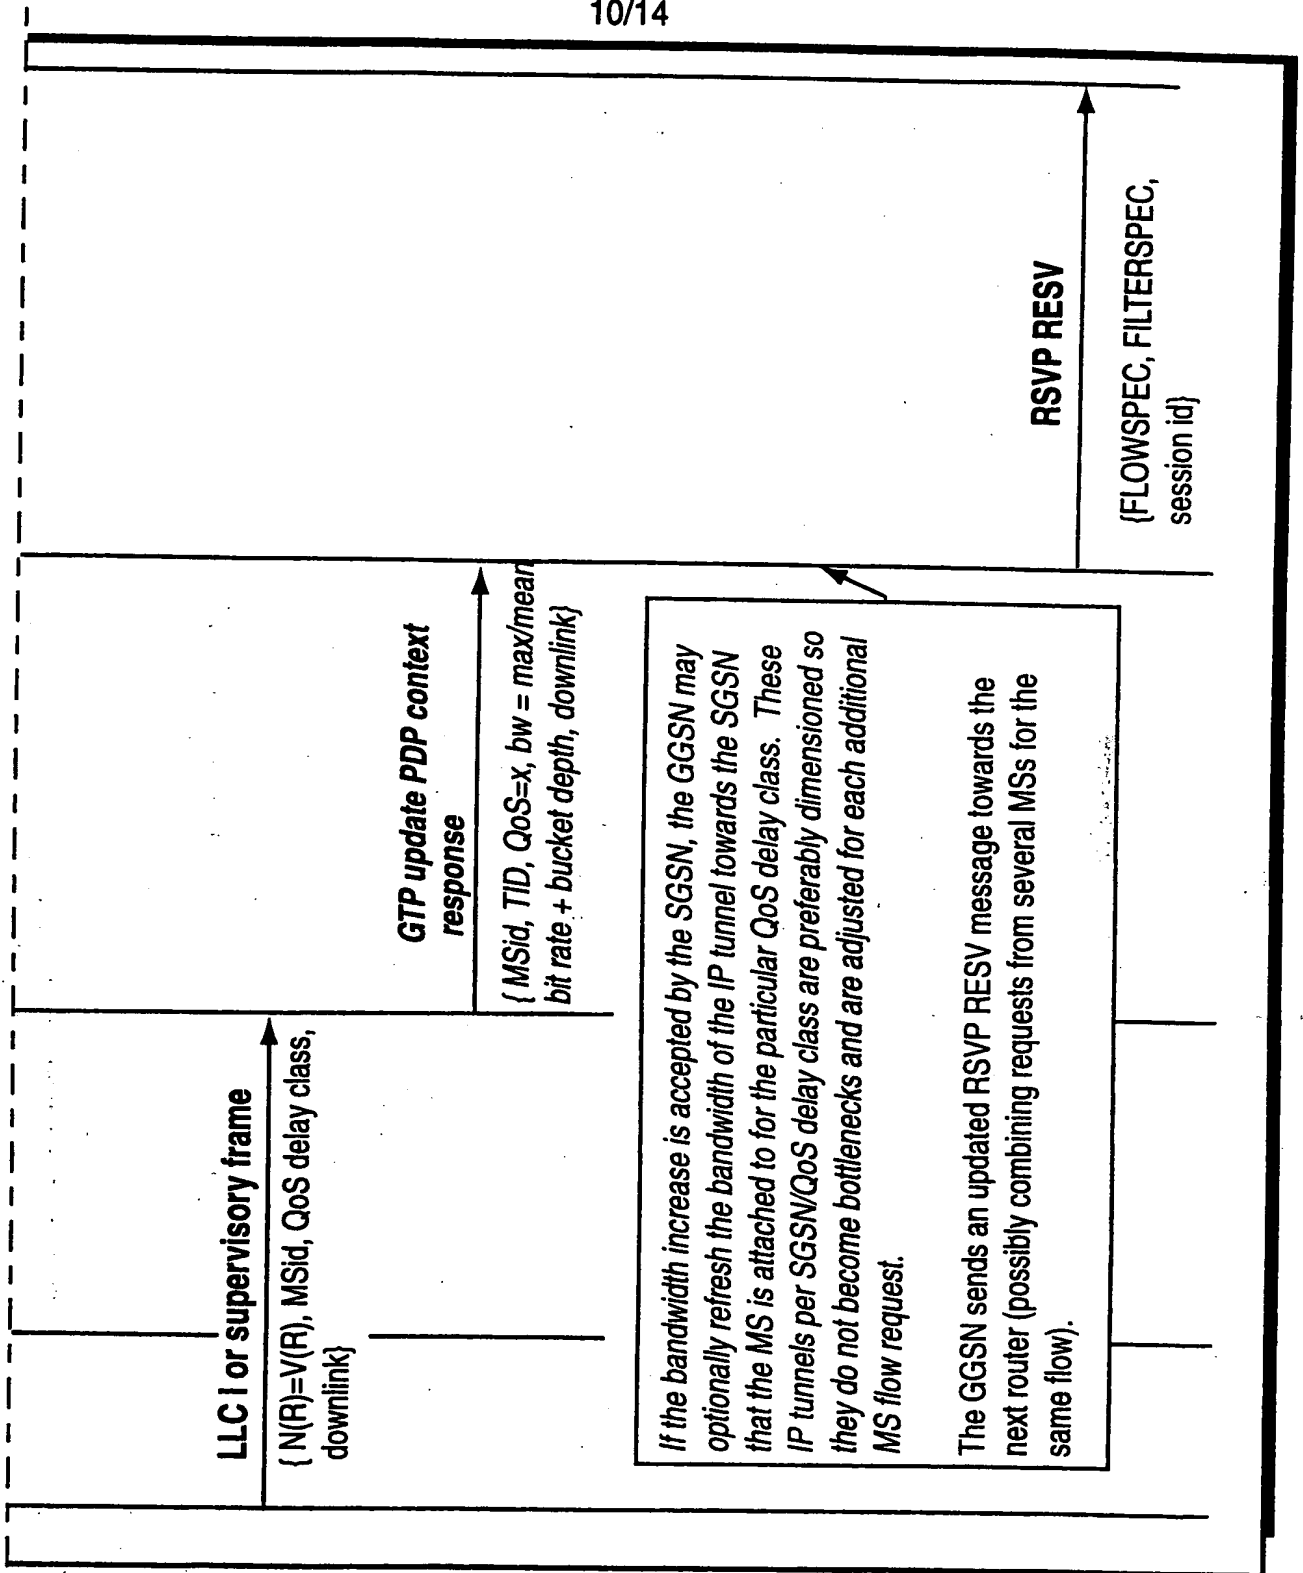 10/14
LLC I or supervisory frame
{ N(R)=V(R), MSid, QoS delay class,
downlink}
GTP update PDP context
response
{ MSid, TID, QoS=x, bw = max/mean
bit rate + bucket depth, downlink}
If the bandwidth increase is accepted by the SGSN, the GGSN may
optionally refresh the bandwidth of the IP tunnel towards the SGSN
that the MS is attached to for the particular QoS delay class. These
IP tunnels per SGSN/QoS delay class are preferably dimensioned so
they do not become bottlenecks and are adjusted for each additional
MS flow request.
The GGSN sends an updated RSVP RESV message towards the
next router (possibly combining requests from several MSs for the
same flow).
RSVP RESV
{FLOWSPEC, FILTERSPEC,
session id}